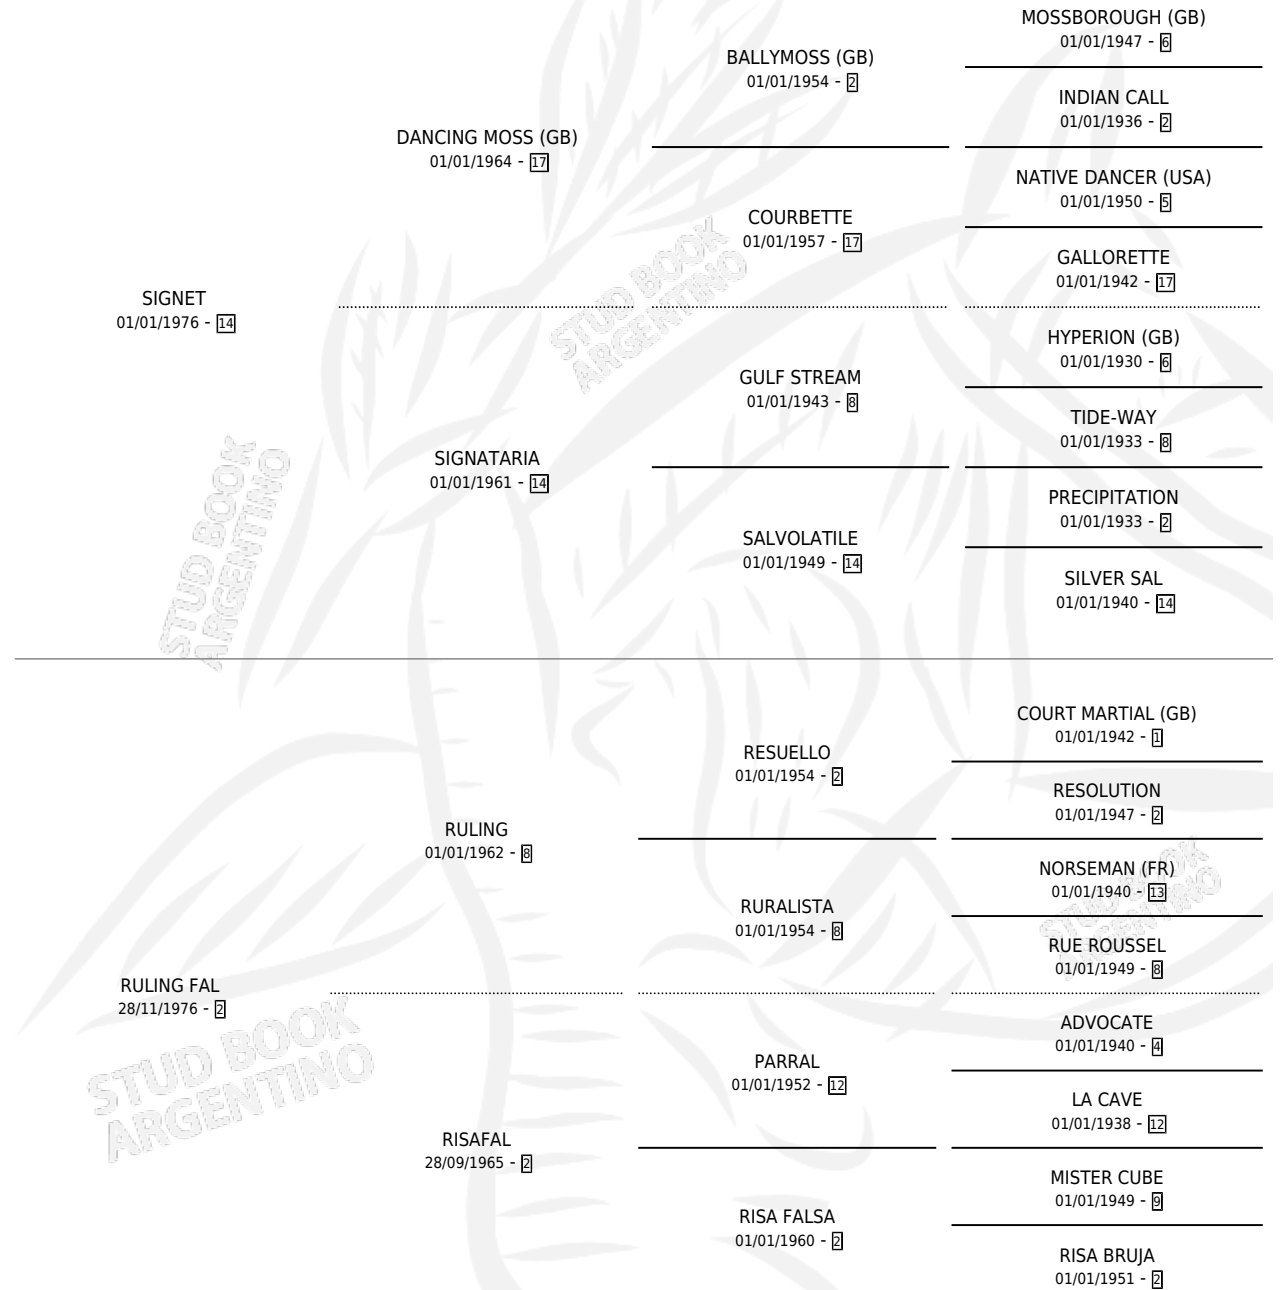 MOSSBOROUGH (GB)
01/01/1947 - 6
BALLYMOSS (GB)
01/01/1954 - 2
INDIAN CALL
01/01/1936 - 2
DANCING MOSS (GB)
01/01/1964 - 17
NATIVE DANCER (USA)
01/01/1950 - 5
COURBETTE
01/01/1957 - 17
GALLORETTE
01/01/1942 - 17
SIGNET
01/01/1976 - 14
STUD BOOK
ARGENTINO
HYPERION (GB)
01/01/1930 - 6
GULF STREAM
01/01/1943 - 8
TIDE-WAY
01/01/1933 - 8
SIGNATARIA
01/01/1961 - 14
PRECIPITATION
01/01/1933 - 2
SALVOLATILE
01/01/1949 - 14
SILVER SAL
01/01/1940 - 14
STUD BOOK
ARGENTINO
COURT MARTIAL (GB)
01/01/1942 - 1
RESUELLO
01/01/1954 - 2
RESOLUTION
01/01/1947 - 2
RULING
01/01/1962 - 8
NORSEMAN (FR)
01/01/1940 - 13
RURALISTA
01/01/1954 - 8
RUE ROUSSEL
01/01/1949 - 8
STUD BOOK
ARGENTINO
RULING FAL
28/11/1976 - 2
STUD BOOK
ARGENTINO
ADVOCATE
01/01/1940 - 4
PARRAL
01/01/1952 - 12
LA CAVE
01/01/1938 - 12
RISAFAL
28/09/1965 - 2
MISTER CUBE
01/01/1949 - 9
RISA FALSA
01/01/1960 - 2
RISA BRUJA
01/01/1951 - 2